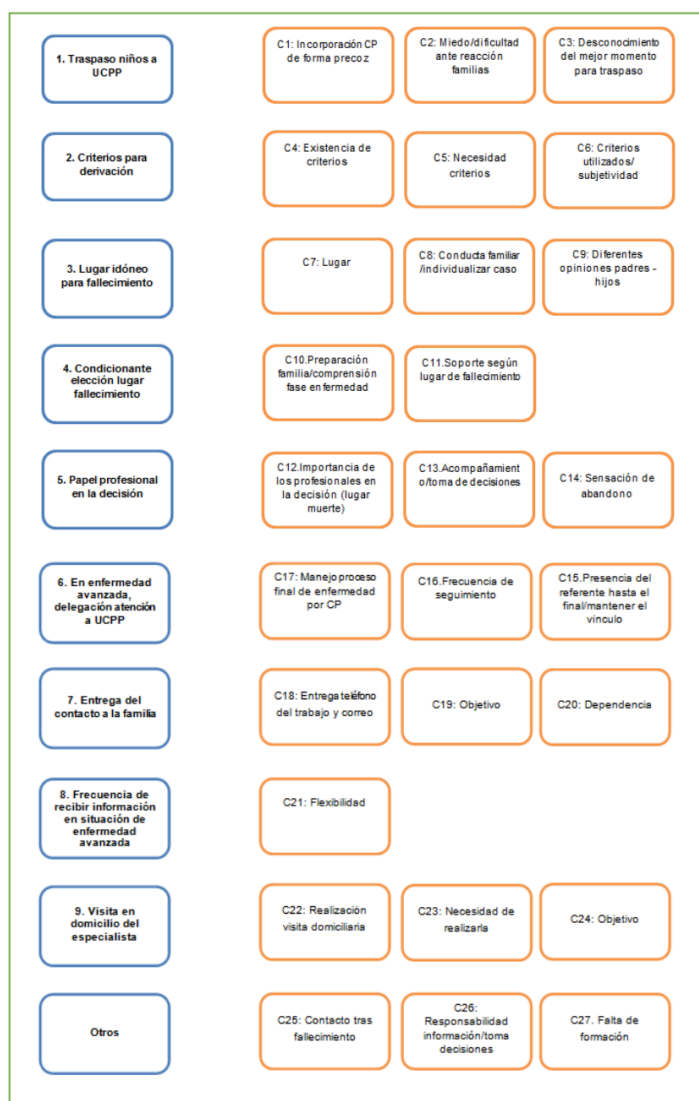 1. Traspaso niños a
UCPP
C1: Incorporación CP
de forma precoz
C2: Miedo/dificultad
ante reacción
familias
C3: Desconocimiento
del mejor momento
para traspaso
2. Criterios para
derivación
C4: Existencia de
criterios
C5: Necesidad
criterios
C6: Criterios
utilizados/
subjetividad
3. Lugar idóneo
para fallecimiento
C7: Lugar
C8: Conducta familiar
/individualizar caso
C9: Diferentes
opiniones padres -
hijos
4. Condicionante
elección lugar
fallecimiento
C10.Preparación
familia/comprensión
fase enfermedad
C11.Soporte según
lugar de fallecimiento
5. Papel profesional
en la decisión
C12.Importancia de
los profesionales en
la decisión (lugar
muerte)
C13.Acompañamient
o/toma de decisiones
C14: Sensación de
abandono
6. En enfermedad
avanzada,
delegación atención
a UCPP
C17: Manejo proceso
final de enfermedad
por CP
C16.Frecuencia de
seguimiento
C15.Presencia del
referente hasta el
final/mantener el
vínculo
7. Entrega del
contacto a la familia
C18: Entrega teléfono
del trabajo y correo
C19: Objetivo
C20: Dependencia
8. Frecuencia de
recibir información
en situación de
enfermedad
avanzada
C21: Flexibilidad
9. Visita en
domicilio del
especialista
C22: Realización
visita domiciliaria
C23: Necesidad de
realizarla
C24: Objetivo
Otros
C25: Contacto tras
fallecimiento
C26:
Responsabilidad
información/toma
decisiones
C27. Falta de
formación